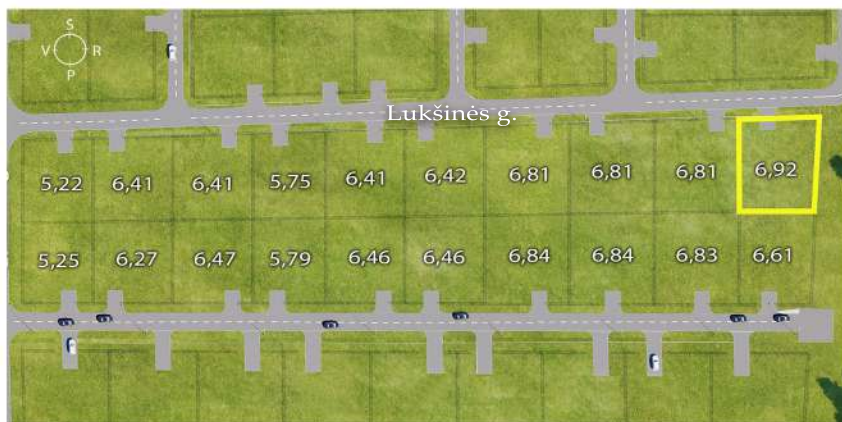 Š
V R
P
Lukšinės g.
5,22 6,41 6,41 5,75 6,41 6,42 6,81 6,81 6,81 6,92
5,25 6,27 6,47 5,79 6,46 6,46 6,84 6,84 6,83 6,61